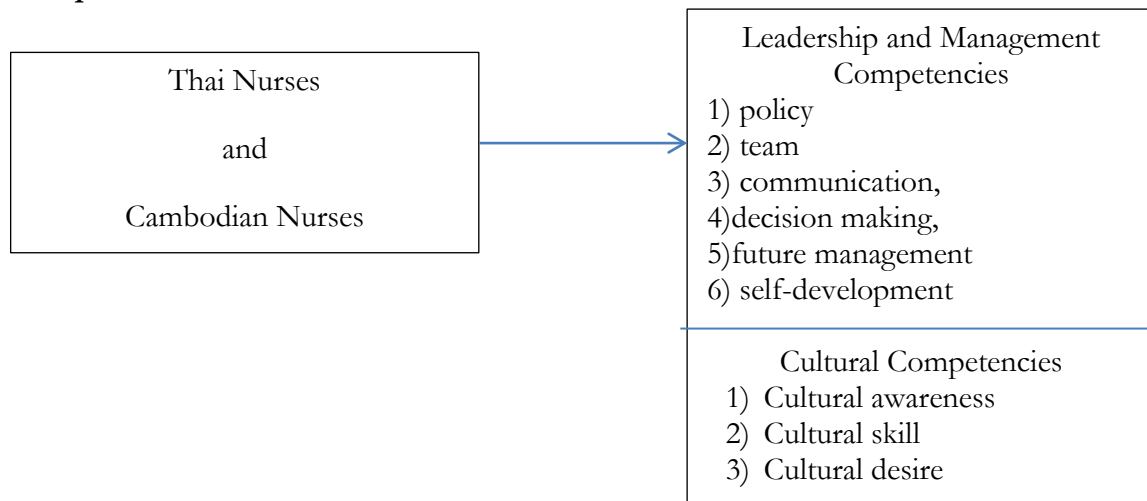 Thai Nurses
and
Cambodian Nurses
Leadership and Management
Competencies
1) policy
2) team
3) communication,
4)decision making,
5)future management
6) self-development
Cultural Competencies
1) Cultural awareness
2) Cultural skill
3) Cultural desire